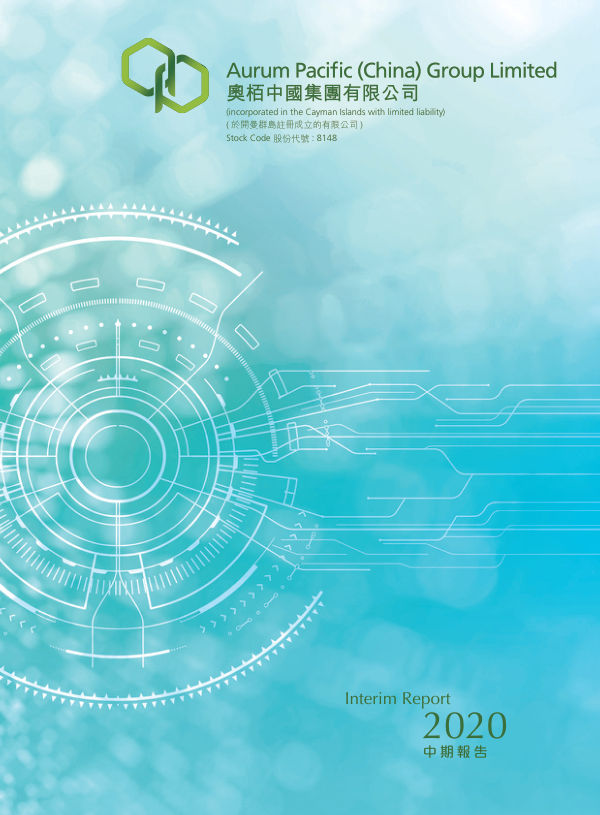 Aurum Pacific (China) Group Limited
奧栢中國集團有限公司
(incorporated in the Cayman Islands with limited liability)
( 於開曼群島註冊成立的有限公司 )
Stock Code 股份代號 : 8148
Interim Report
2020
中期報告